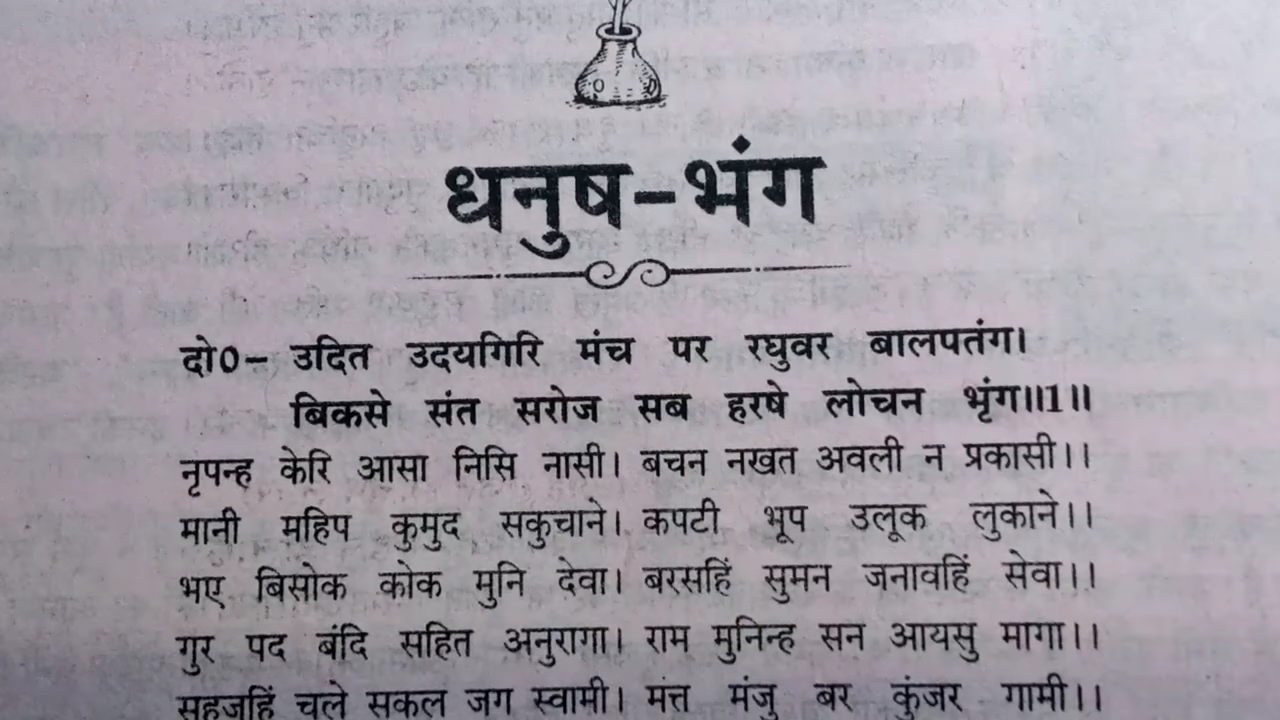 धनुष-भंग
दो0- उदित उदयगिरि मंच पर रघुवर बालपतंग।
बिकसे संत सरोज सब हरषे लोचन भृंग॥1॥
नृपन्ह केरि आसा निसि नासी। बचन नखत अवली न प्रकासी।।
मानी महिप कुमुद सकुचाने। कपटी भूप उलूक लुकाने।।
भए बिसोक कोक मुनि देवा। बरसहिं सुमन जनावहिं सेवा।।
गुर पद बंदि सहित अनुरागा। राम मुनिन्ह सन आयसु मागा।।
सहजहिं चले सकल जग स्वामी। मत्त मंजु बर कुंजर गामी।।